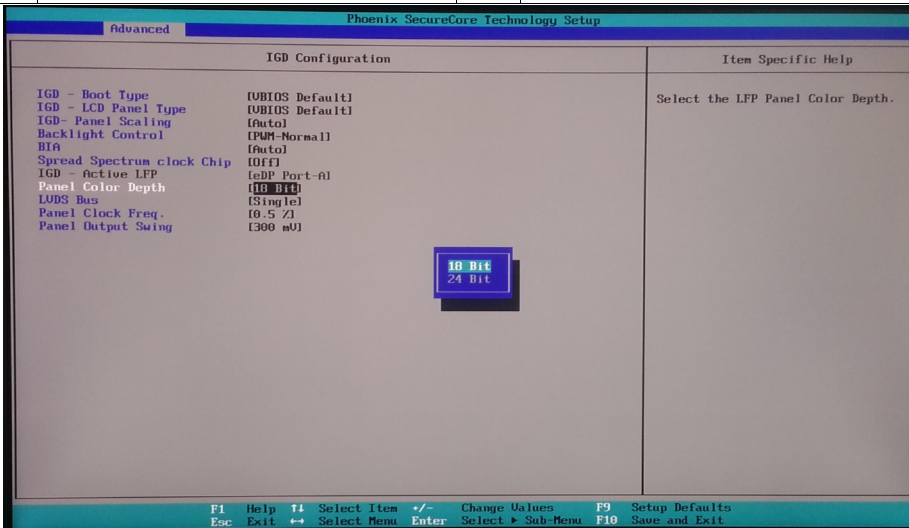 Phoenix SecureCore Technology Setup
Advanced
IGD Configuration
Item Specific Help
IGD - Boot Type [VBIOS Default]
IGD - LCD Panel Type [VBIOS Default]
IGD- Panel Scaling [Auto]
Backlight Control [PWM-Normal]
BIA [Auto]
Spread Spectrum clock Chip [Off]
IGD - Active LFP [eDP Port-A]
Panel Color Depth [18 Bit]
LVDS Bus [Single]
Panel Clock Freq. [0.5 %]
Panel Output Swing [300 mV]
Select the LFP Panel Color Depth.
18 Bit
24 Bit
F1 Help ↑↓ Select Item +/- Change Values F9 Setup Defaults
Esc Exit ↔ Select Menu Enter Select ▶ Sub-Menu F10 Save and Exit